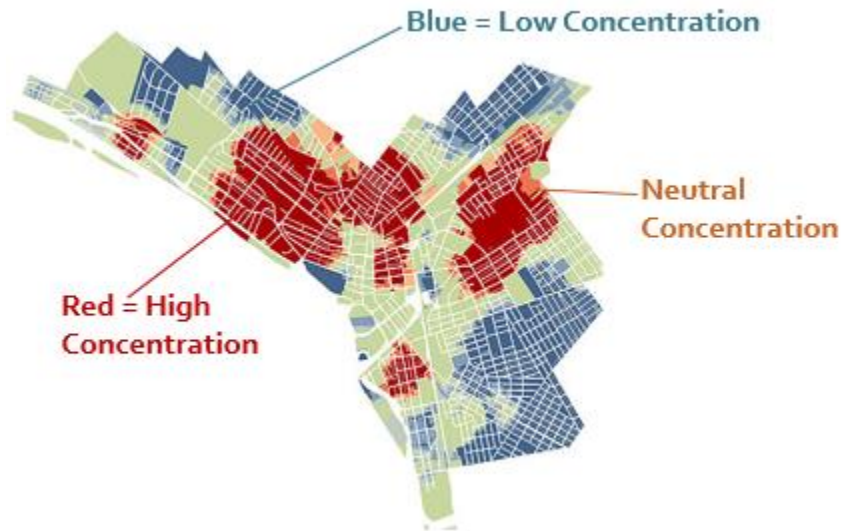 Blue = Low Concentration
Neutral
Concentration
Red = High
Concentration